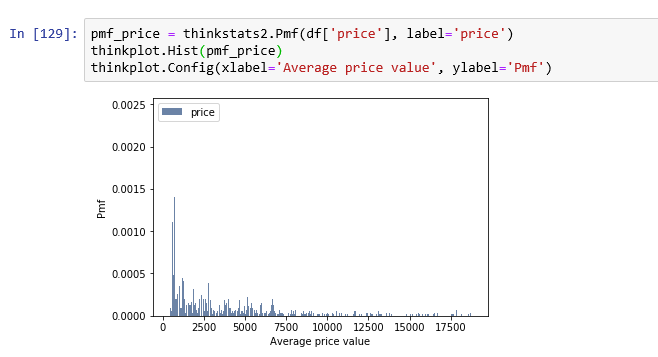 In [129]: pmf_price = thinkstats2.Pmf(df['price'], label='price')
thinkplot.Hist(pmf_price)
thinkplot.Config(xlabel='Average price value', ylabel='Pmf')
price
0.0025
0.0020
0.0015
0.0010
0.0005
0.0000
Pmf
0 2500 5000 7500 10000 12500 15000 17500
Average price value